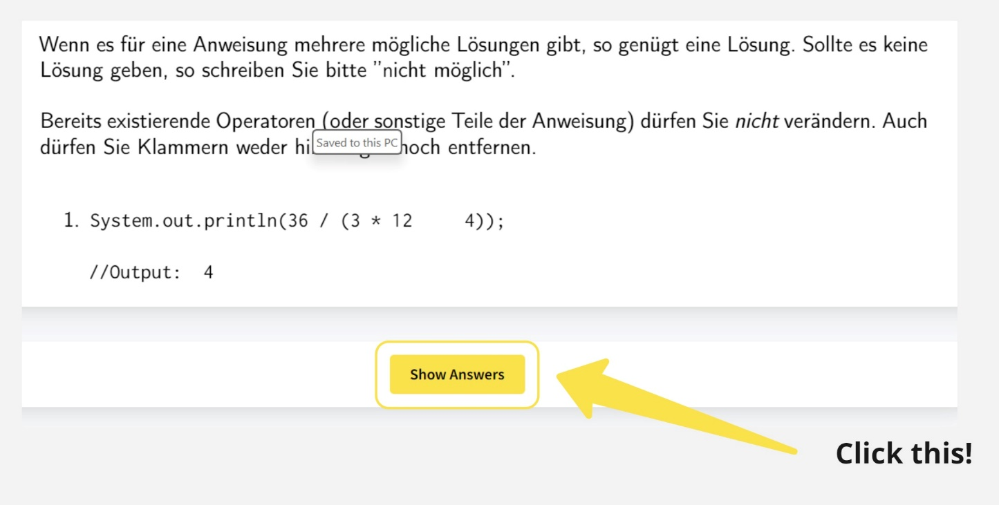 Wenn es für eine Anweisung mehrere mögliche Lösungen gibt, so genügt eine Lösung. Sollte es keine
Lösung geben, so schreiben Sie bitte "nicht möglich".
Bereits existierende Operatoren (oder sonstige Teile der Anweisung) dürfen Sie nicht verändern. Auch
dürfen Sie Klammern weder noch entfernen.
Saved to this PC
1. System.out.println(36 / (3 * 12     4));
//Output:  4
Show Answers
Click this!